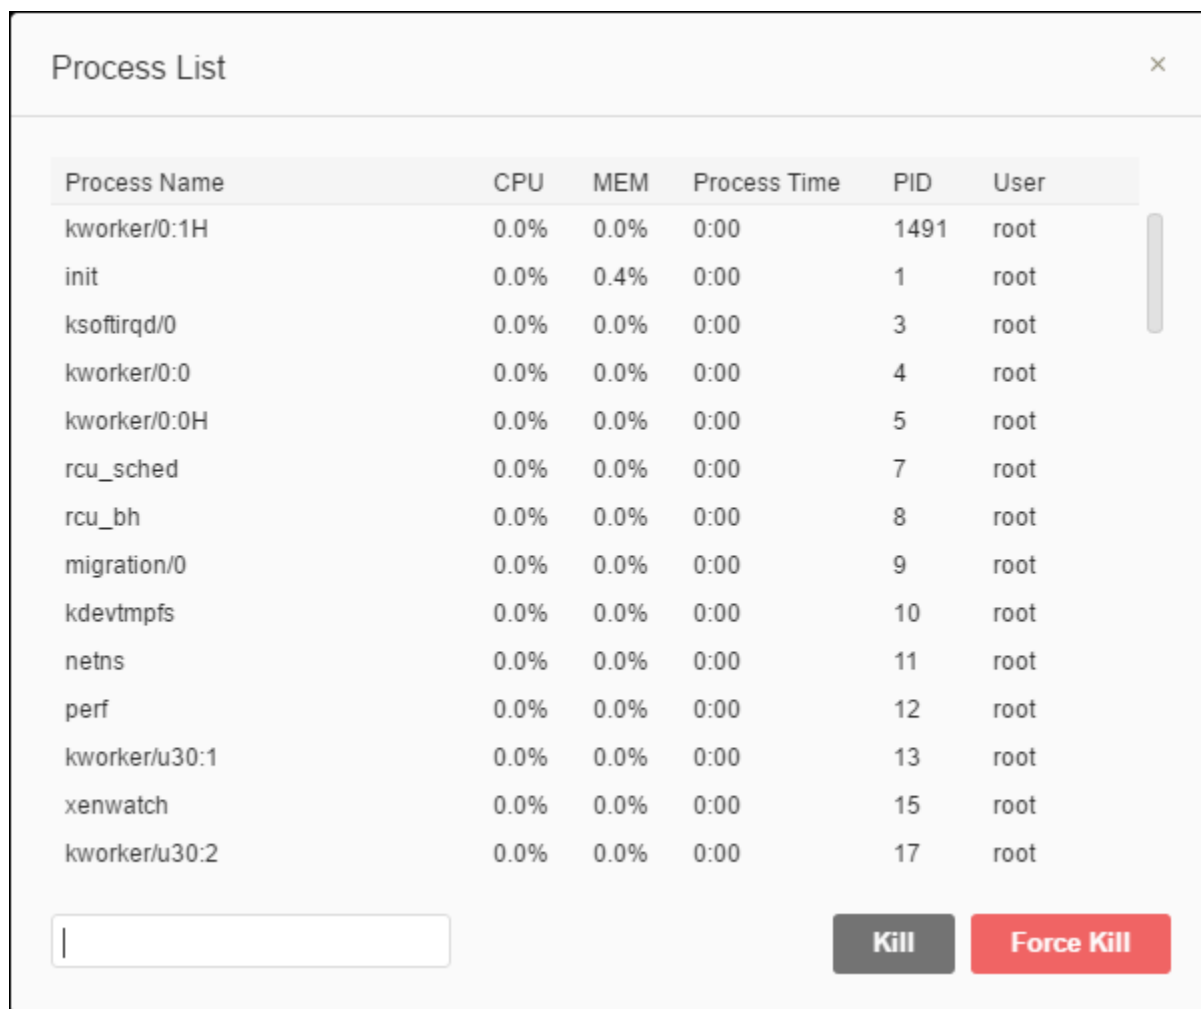 Process List ×
Process Name CPU MEM Process Time PID User
kworker/0:1H 0.0% 0.0% 0:00 1491 root
init 0.0% 0.4% 0:00 1 root
ksoftirqd/0 0.0% 0.0% 0:00 3 root
kworker/0:0 0.0% 0.0% 0:00 4 root
kworker/0:0H 0.0% 0.0% 0:00 5 root
rcu_sched 0.0% 0.0% 0:00 7 root
rcu_bh 0.0% 0.0% 0:00 8 root
migration/0 0.0% 0.0% 0:00 9 root
kdevtmpfs 0.0% 0.0% 0:00 10 root
netns 0.0% 0.0% 0:00 11 root
perf 0.0% 0.0% 0:00 12 root
kworker/u30:1 0.0% 0.0% 0:00 13 root
xenwatch 0.0% 0.0% 0:00 15 root
kworker/u30:2 0.0% 0.0% 0:00 17 root
Kill Force Kill